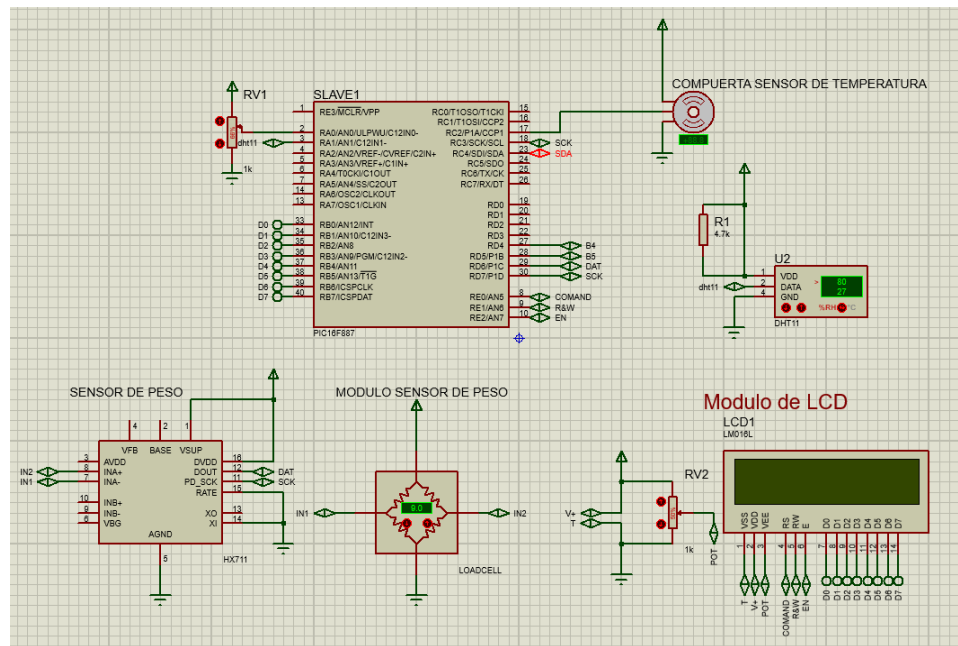 SLAVE1
RV1
1k
dht11
1 RE3/MCLR/VPP
2 RA0/AN0/ULPWU/C12IN0-
3 RA1/AN1/C12IN1-
4 RA2/AN2/VREF-/CVREF/C2IN+
5 RA3/AN3/VREF+/C1IN+
6 RA4/T0CKI/C1OUT
7 RA5/AN4/SS/C2OUT
14 RA6/OSC2/CLKOUT
13 RA7/OSC1/CLKIN
D0 33 RB0/AN12/INT
D1 34 RB1/AN10/C12IN3-
D2 35 RB2/AN8
D3 36 RB3/AN9/PGM/C12IN2-
D4 37 RB4/AN11
D5 38 RB5/AN13/T1G
D6 39 RB6/ICSPCLK
D7 40 RB7/ICSPDAT
RC0/T1OSO/T1CKI 15
RC1/T1OSI/CCP2 16
RC2/P1A/CCP1 17
RC3/SCK/SCL 18 SCK
RC4/SDI/SDA 23 SDA
RC5/SDO 24
RC6/TX/CK 25
RC7/RX/DT 26
RD0 19
RD1 20
RD2 21
RD3 22
RD4 27 B4
RD5/P1B 28 B5
RD6/P1C 29 DAT
RD7/P1D 30 SCK
RE0/AN5 8 COMAND
RE1/AN6 9 R&W
RE2/AN7 10 EN
PIC16F887
COMPUERTA SENSOR DE TEMPERATURA
R1
4.7k
U2
dht11
1 VDD
2 DATA
4 GND
> 80
27
%RH °C
DHT11
SENSOR DE PESO
4 2 1
VFB BASE VSUP
3 AVDD
IN2 8 INA+
IN1 7 INA-
10 INB+
9 INB-
6 VBG
DVDD 16
DOUT 12 DAT
PD_SCK 11 SCK
RATE 15
XO 13
XI 14
AGND
5
HX711
MODULO SENSOR DE PESO
IN1
9.0
IN2
LOADCELL
V+
T
RV2
1k
POT
Modulo de LCD
LCD1
LM016L
VSS VDD VEE RS RW E D0 D1 D2 D3 D4 D5 D6 D7
1 2 3 4 5 6 7 8 9 10 11 12 13 14
T V+ POT COMAND R&W EN D0 D1 D2 D3 D4 D5 D6 D7